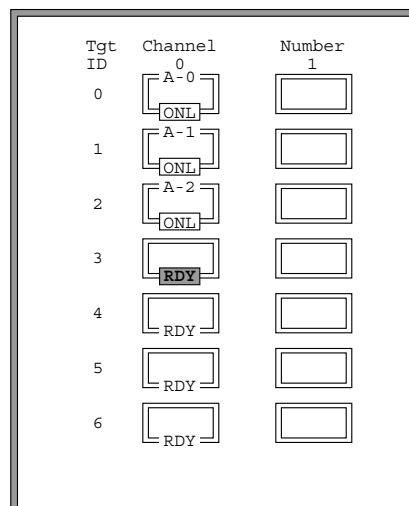 Tgt Channel Number
ID 0 1
A-0
0
ONL
A-1
1
ONL
A-2
2
ONL
3
RDY
4
RDY
5
RDY
6
RDY